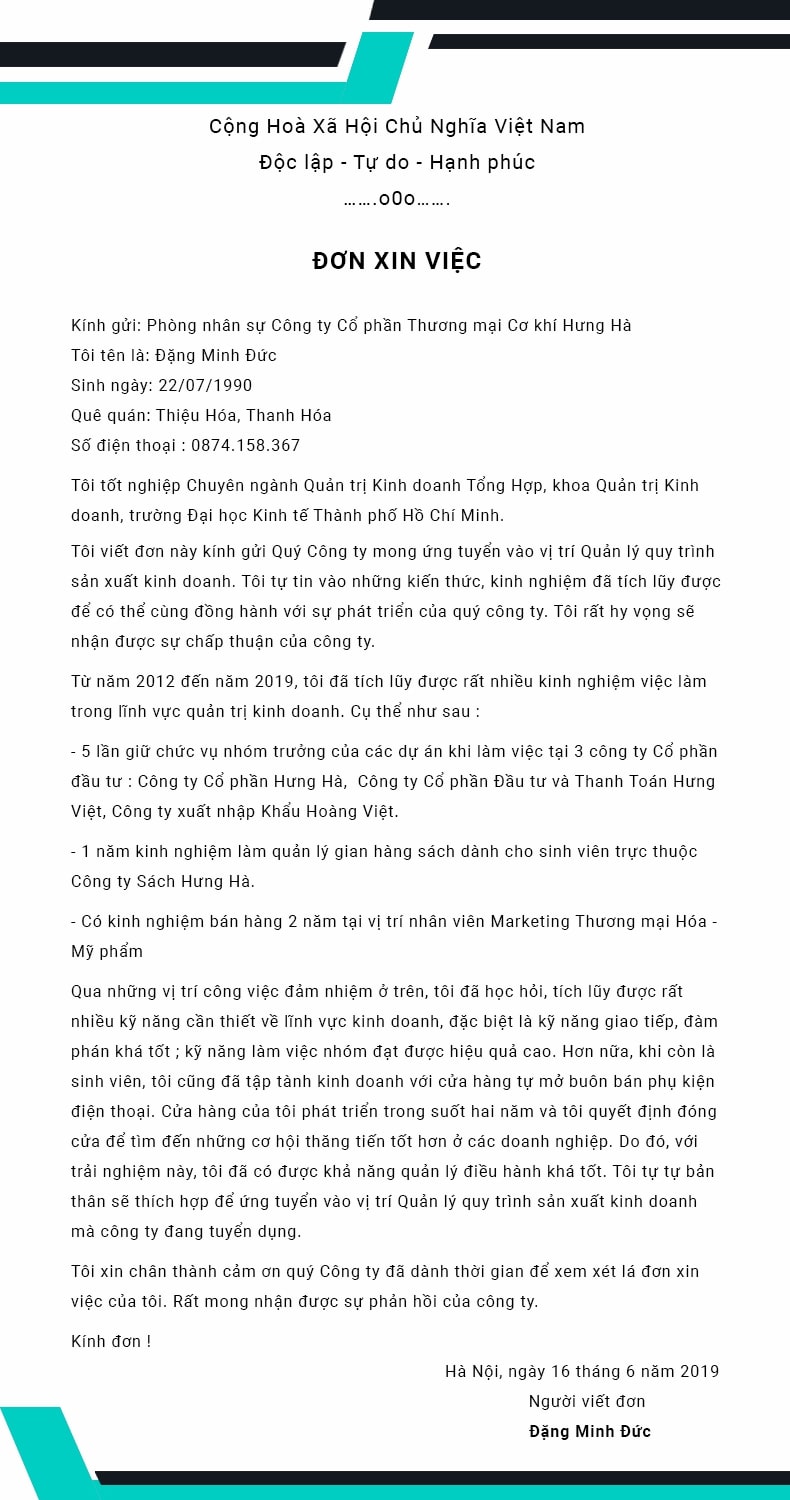 Cộng Hoà Xã Hội Chủ Nghĩa Việt Nam
Độc lập - Tự do - Hạnh phúc
…….o0o…….
ĐƠN XIN VIỆC
Kính gửi: Phòng nhân sự Công ty Cổ phần Thương mại Cơ khí Hưng Hà
Tôi tên là: Đặng Minh Đức
Sinh ngày: 22/07/1990
Quê quán: Thiệu Hóa, Thanh Hóa
Số điện thoại : 0874.158.367
Tôi tốt nghiệp Chuyên ngành Quản trị Kinh doanh Tổng Hợp, khoa Quản trị Kinh
doanh, trường Đại học Kinh tế Thành phố Hồ Chí Minh.
Tôi viết đơn này kính gửi Quý Công ty mong ứng tuyển vào vị trí Quản lý quy trình
sản xuất kinh doanh. Tôi tự tin vào những kiến thức, kinh nghiệm đã tích lũy được
để có thể cùng đồng hành với sự phát triển của quý công ty. Tôi rất hy vọng sẽ
nhận được sự chấp thuận của công ty.
Từ năm 2012 đến năm 2019, tôi đã tích lũy được rất nhiều kinh nghiệm việc làm
trong lĩnh vực quản trị kinh doanh. Cụ thể như sau :
- 5 lần giữ chức vụ nhóm trưởng của các dự án khi làm việc tại 3 công ty Cổ phần
đầu tư : Công ty Cổ phần Hưng Hà,  Công ty Cổ phần Đầu tư và Thanh Toán Hưng
Việt, Công ty xuất nhập Khẩu Hoàng Việt.
- 1 năm kinh nghiệm làm quản lý gian hàng sách dành cho sinh viên trực thuộc
Công ty Sách Hưng Hà.
- Có kinh nghiệm bán hàng 2 năm tại vị trí nhân viên Marketing Thương mại Hóa -
Mỹ phẩm
Qua những vị trí công việc đảm nhiệm ở trên, tôi đã học hỏi, tích lũy được rất
nhiều kỹ năng cần thiết về lĩnh vực kinh doanh, đặc biệt là kỹ năng giao tiếp, đàm
phán khá tốt ; kỹ năng làm việc nhóm đạt được hiệu quả cao. Hơn nữa, khi còn là
sinh viên, tôi cũng đã tập tành kinh doanh với cửa hàng tự mở buôn bán phụ kiện
điện thoại. Cửa hàng của tôi phát triển trong suốt hai năm và tôi quyết định đóng
cửa để tìm đến những cơ hội thăng tiến tốt hơn ở các doanh nghiệp. Do đó, với
trải nghiệm này, tôi đã có được khả năng quản lý điều hành khá tốt. Tôi tự tự bản
thân sẽ thích hợp để ứng tuyển vào vị trí Quản lý quy trình sản xuất kinh doanh
mà công ty đang tuyển dụng.
Tôi xin chân thành cảm ơn quý Công ty đã dành thời gian để xem xét lá đơn xin
việc của tôi. Rất mong nhận được sự phản hồi của công ty.
Kính đơn !
Hà Nội, ngày 16 tháng 6 năm 2019
Người viết đơn
Đặng Minh Đức